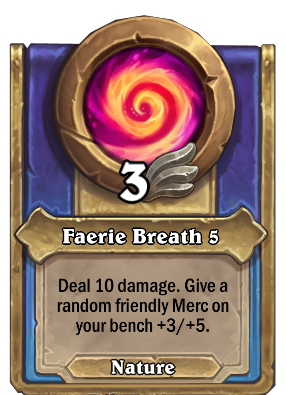 3
Faerie Breath 5
Deal 10 damage. Give a
random friendly Merc on
your bench +3/+5.
Nature